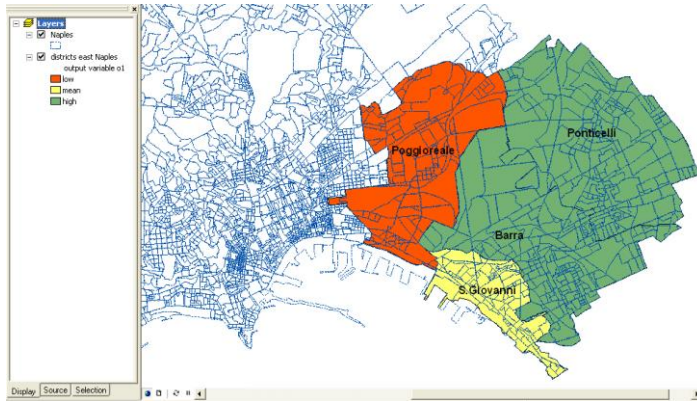 Layers
Naples
districts east Naples
output variable o1
low
mean
high
Display
Source
Selection
Poggioreale
Ponticelli
Barra
S.Giovanni